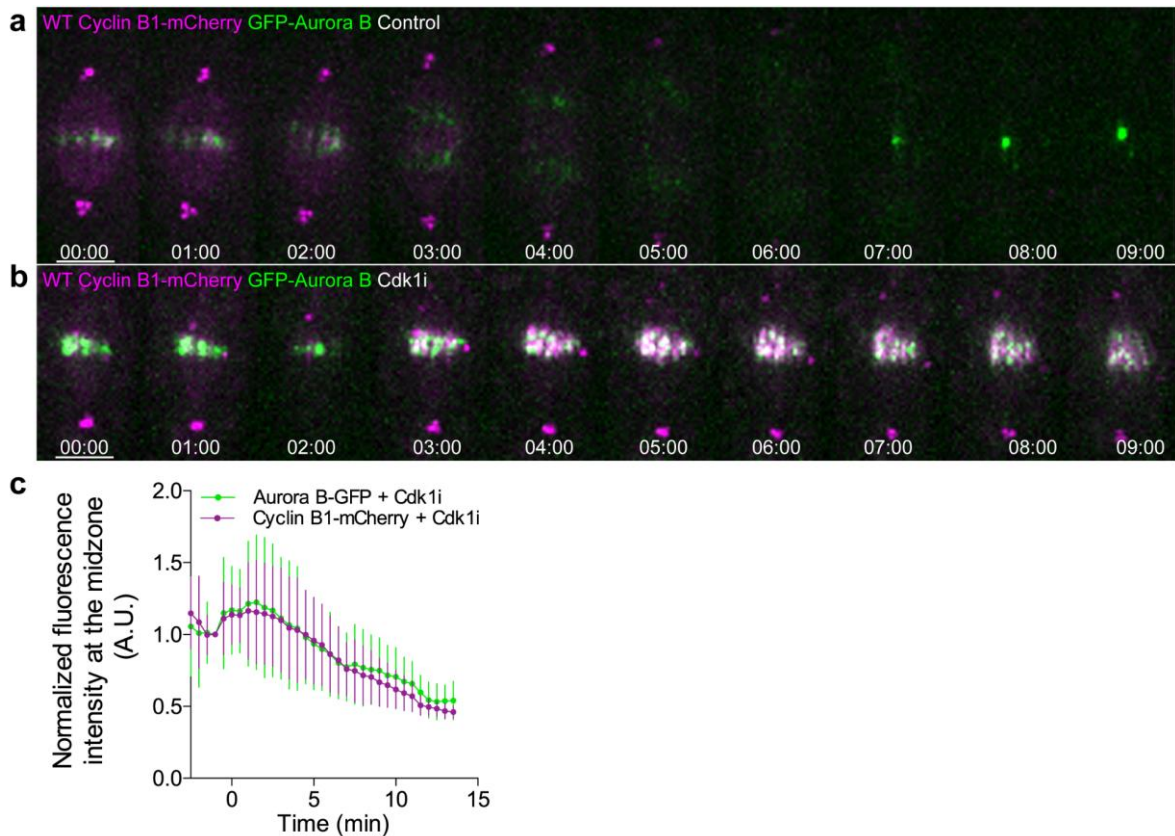 a
WT Cyclin B1-mCherry GFP-Aurora B Control
00:00 01:00 02:00 03:00 04:00 05:00 06:00 07:00 08:00 09:00
b
WT Cyclin B1-mCherry GFP-Aurora B Cdk1i
00:00 01:00 02:00 03:00 04:00 05:00 06:00 07:00 08:00 09:00
c
Normalized fluorescence
intensity at the midzone
(A.U.)
2.0
1.5
1.0
0.5
0.0
Aurora B-GFP + Cdk1i
Cyclin B1-mCherry + Cdk1i
0 5 10 15
Time (min)